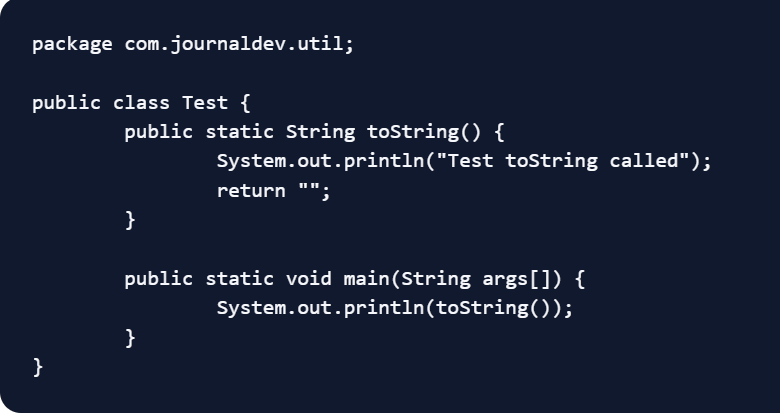 package com.journaldev.util;
public class Test {
public static String toString() {
System.out.println("Test toString called");
return "";
}
public static void main(String args[]) {
System.out.println(toString());
}
}